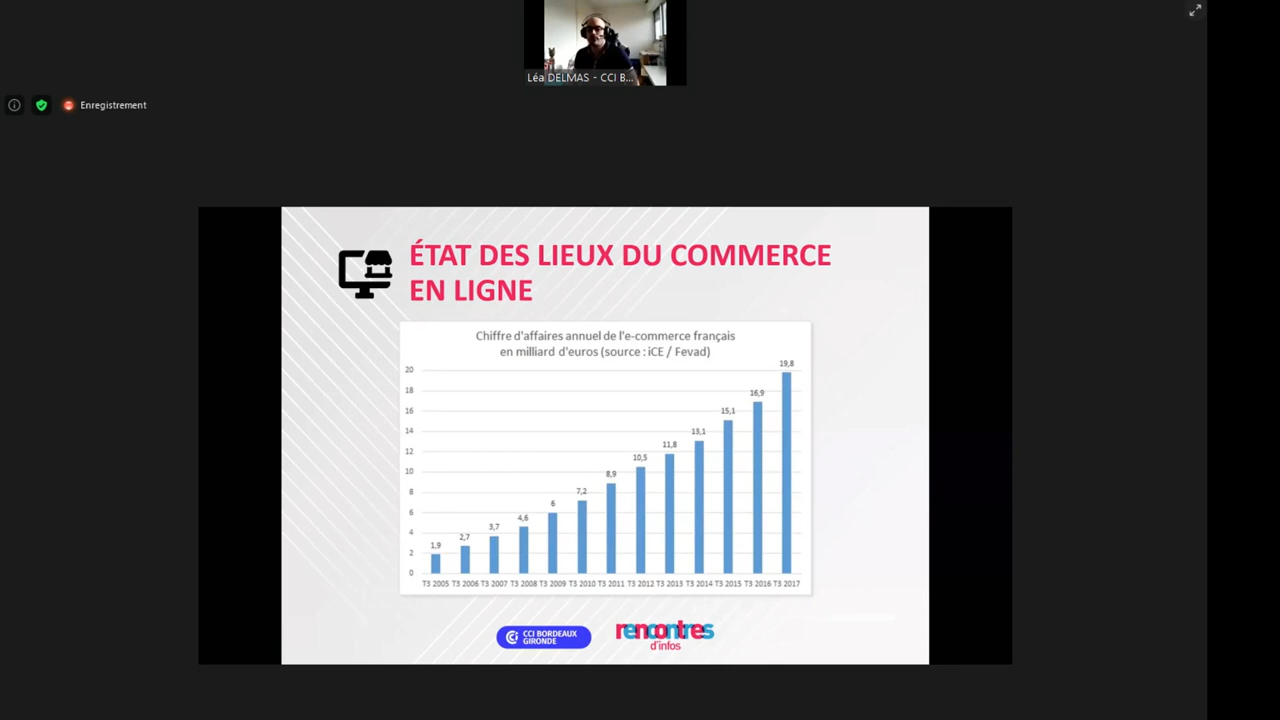 Léa DELMAS - CCI B...
Enregistrement
ÉTAT DES LIEUX DU COMMERCE
EN LIGNE
Chiffre d'affaires annuel de l'e-commerce français
en milliard d'euros (source : iCE / Fevad)
20
18
16
14
12
10
8
6
4
2
0
1,9
2,7
3,7
4,6
6
7,2
8,9
10,5
11,8
13,1
15,1
16,9
19,8
T3 2005 T3 2006 T3 2007 T3 2008 T3 2009 T3 2010 T3 2011 T3 2012 T3 2013 T3 2014 T3 2015 T3 2016 T3 2017
CCI BORDEAUX
GIRONDE
rencontres
d'infos